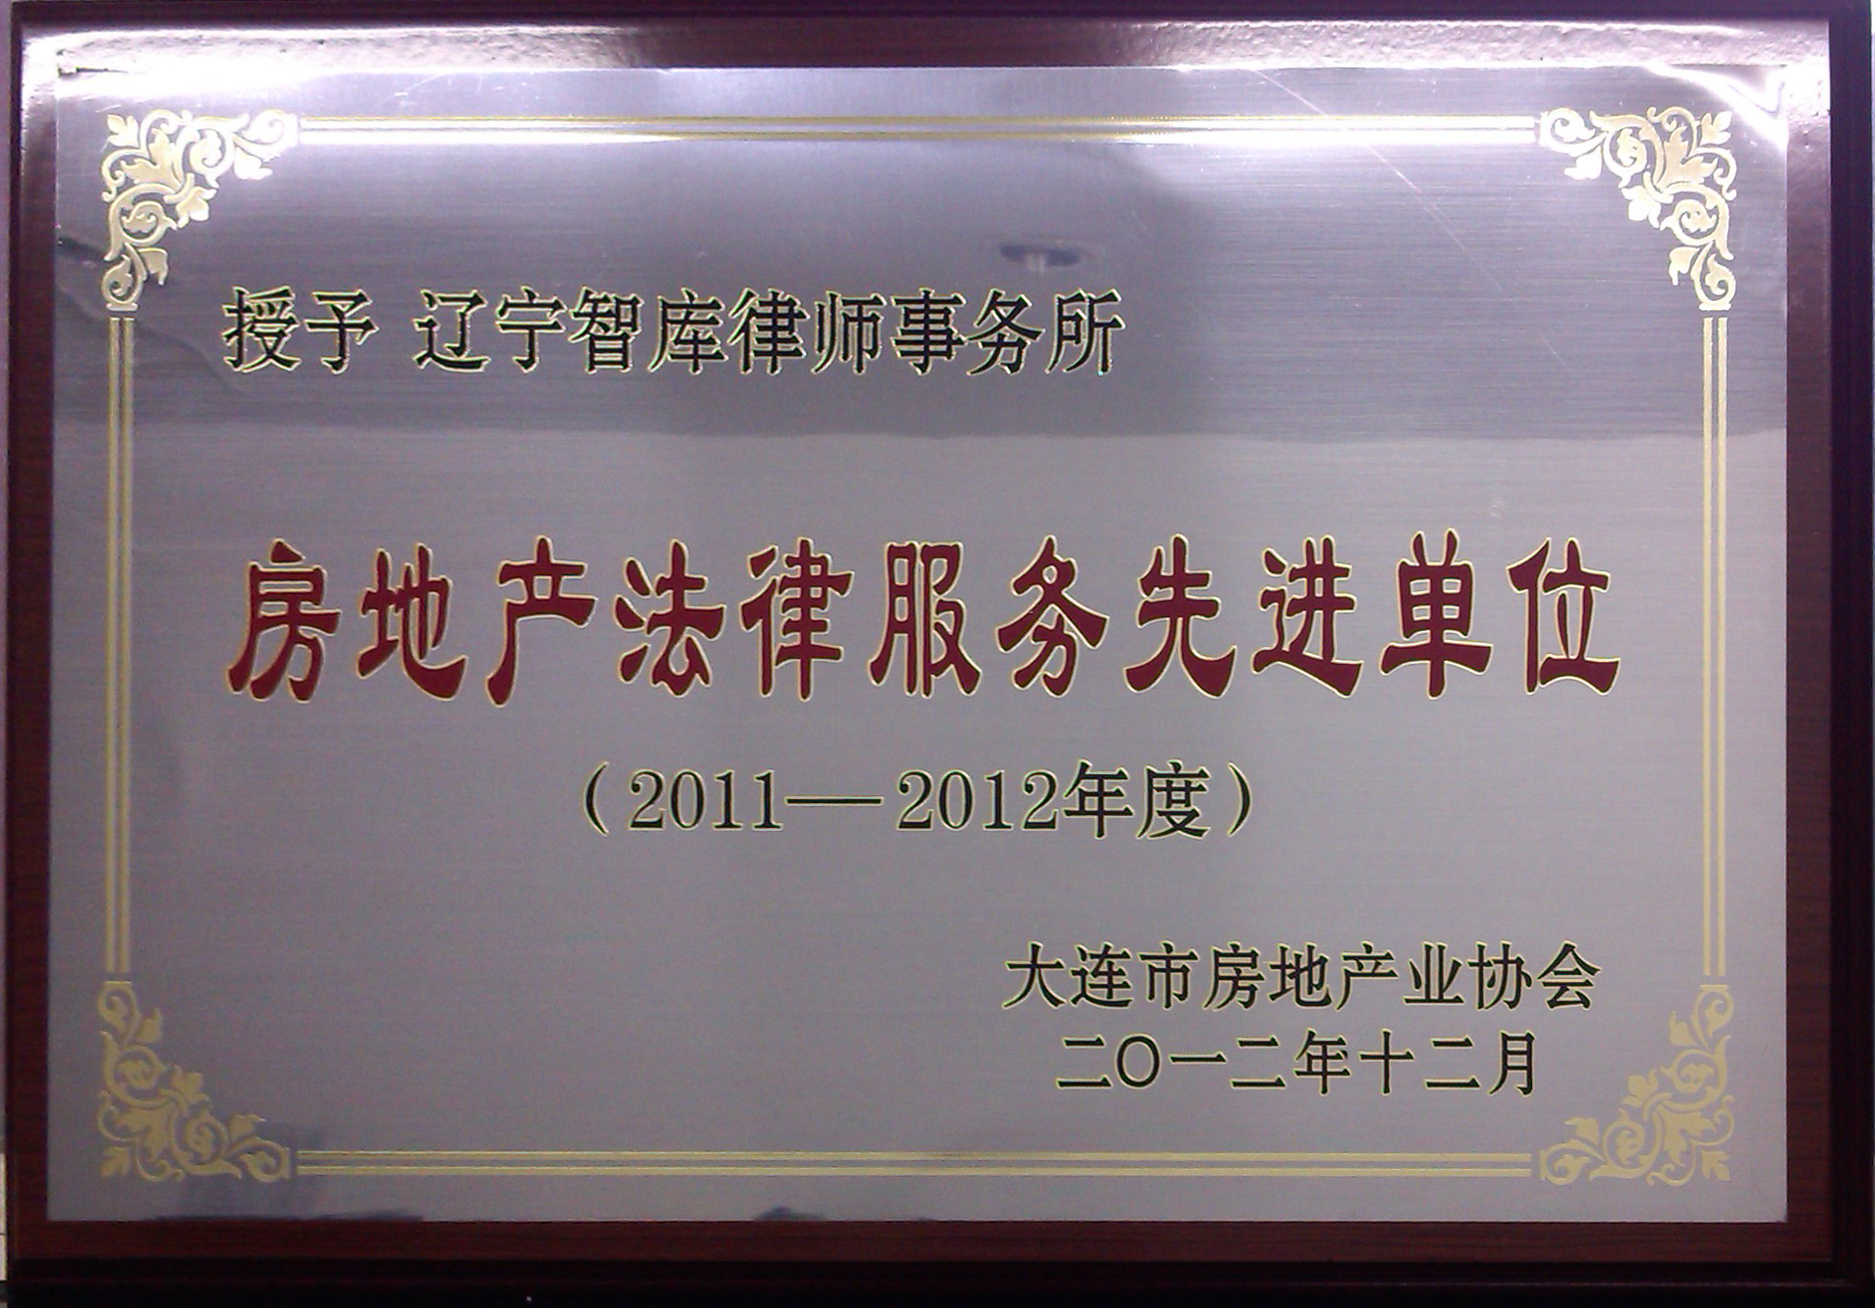 授予 辽宁智库律师事务所
房地产法律服务先进单位
（2011—2012年度）
大连市房地产业协会
二〇一二年十二月